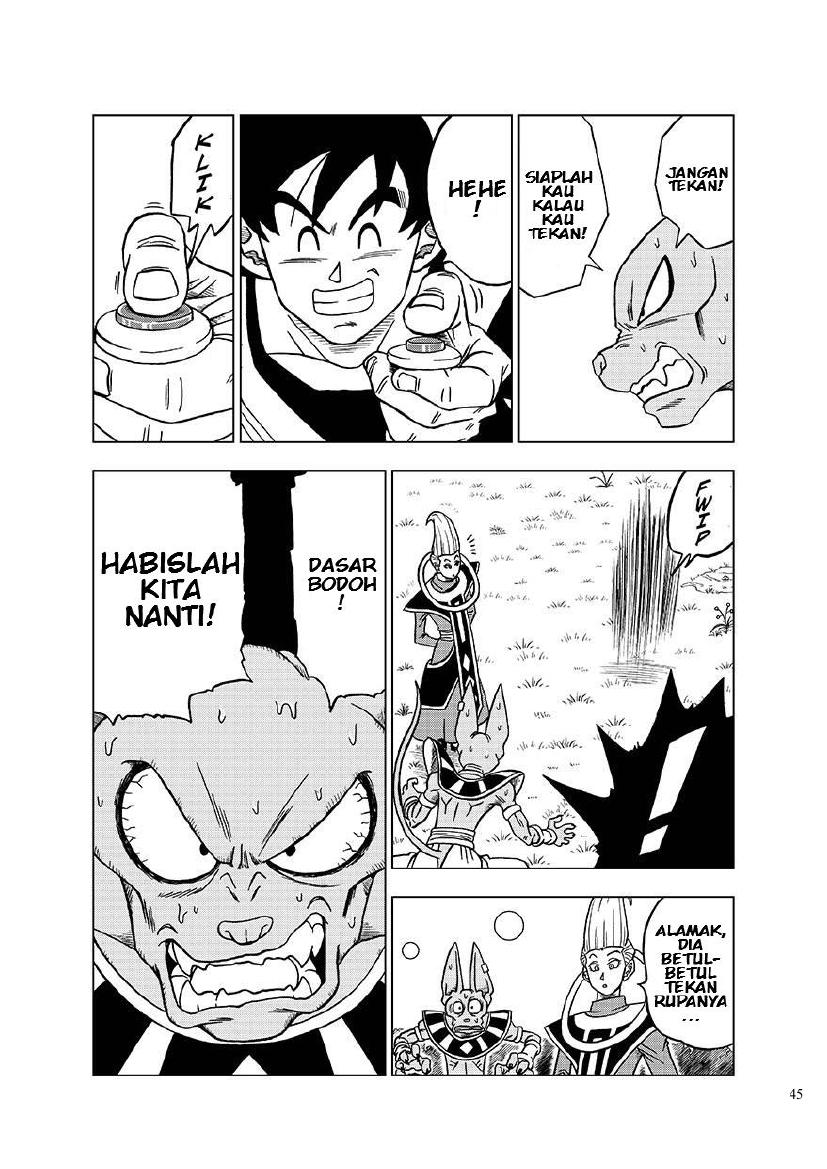 JANGAN
TEKAN!
SIAPLAH
KAU
KALAU
KAU
TEKAN!
HEHE
!
KLIK
FWIP
DASAR
BODOH
!
HABISLAH
KITA
NANTI!
ALAMAK,
DIA
BETUL-
BETUL
TEKAN
RUPANYA
...
45